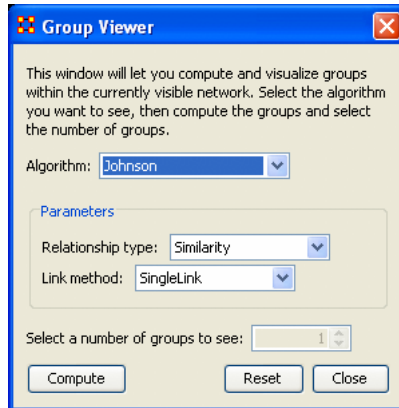 Group Viewer
This window will let you compute and visualize groups
within the currently visible network. Select the algorithm
you want to see, then compute the groups and select
the number of groups.
Algorithm: Johnson
Parameters
Relationship type: Similarity
Link method: SingleLink
Select a number of groups to see: 1
Compute Reset Close